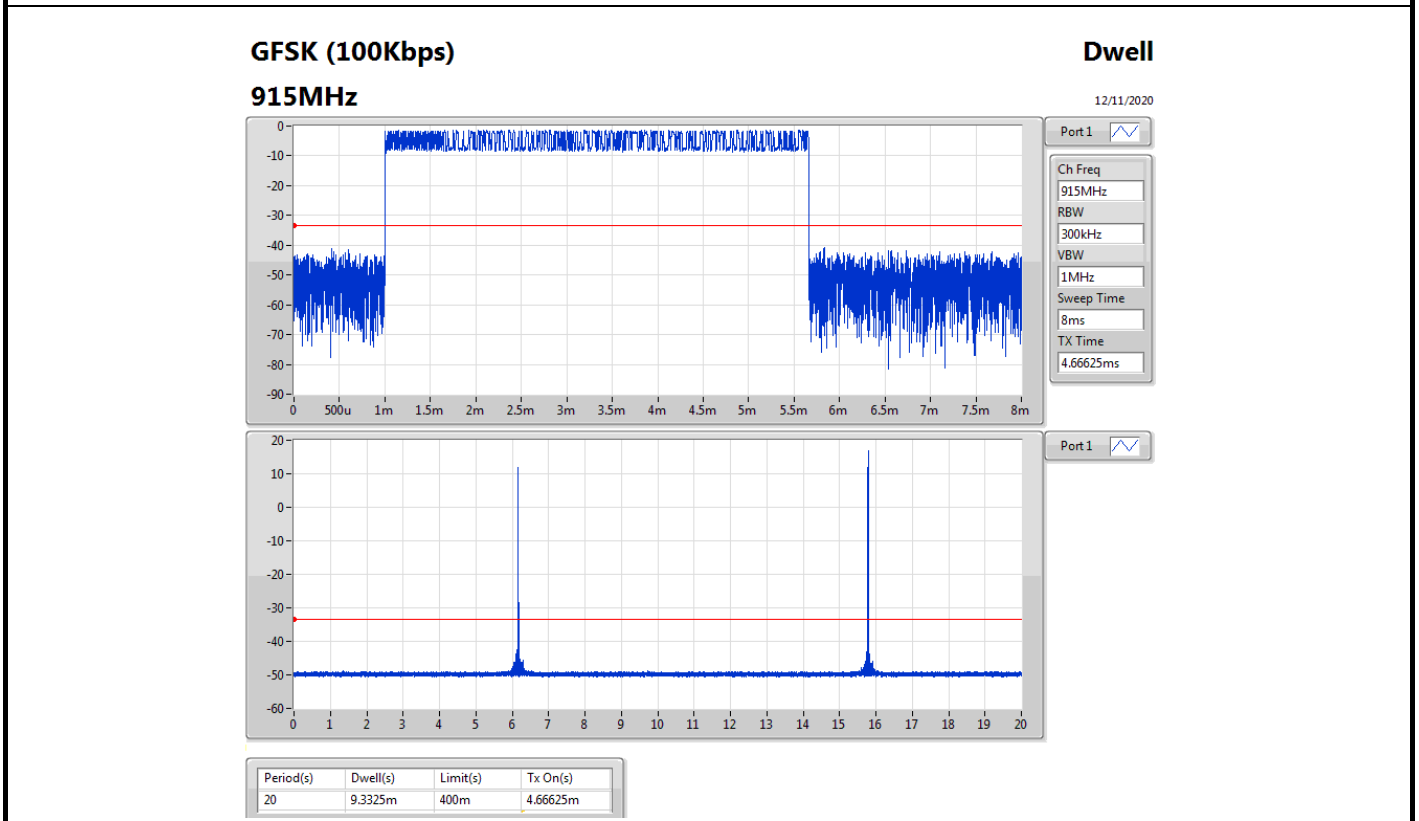 GFSK (100Kbps) Dwell
915MHz 12/11/2020
0
-10
-20
-30
-40
-50
-60
-70
-80
-90
0 500u 1m 1.5m 2m 2.5m 3m 3.5m 4m 4.5m 5m 5.5m 6m 6.5m 7m 7.5m 8m
Port 1
Ch Freq
915MHz
RBW
300kHz
VBW
1MHz
Sweep Time
8ms
TX Time
4.66625ms
20
10
0
-10
-20
-30
-40
-50
-60
0 1 2 3 4 5 6 7 8 9 10 11 12 13 14 15 16 17 18 19 20
Port 1
Period(s) Dwell(s) Limit(s) Tx On(s)
20 9.3325m 400m 4.66625m